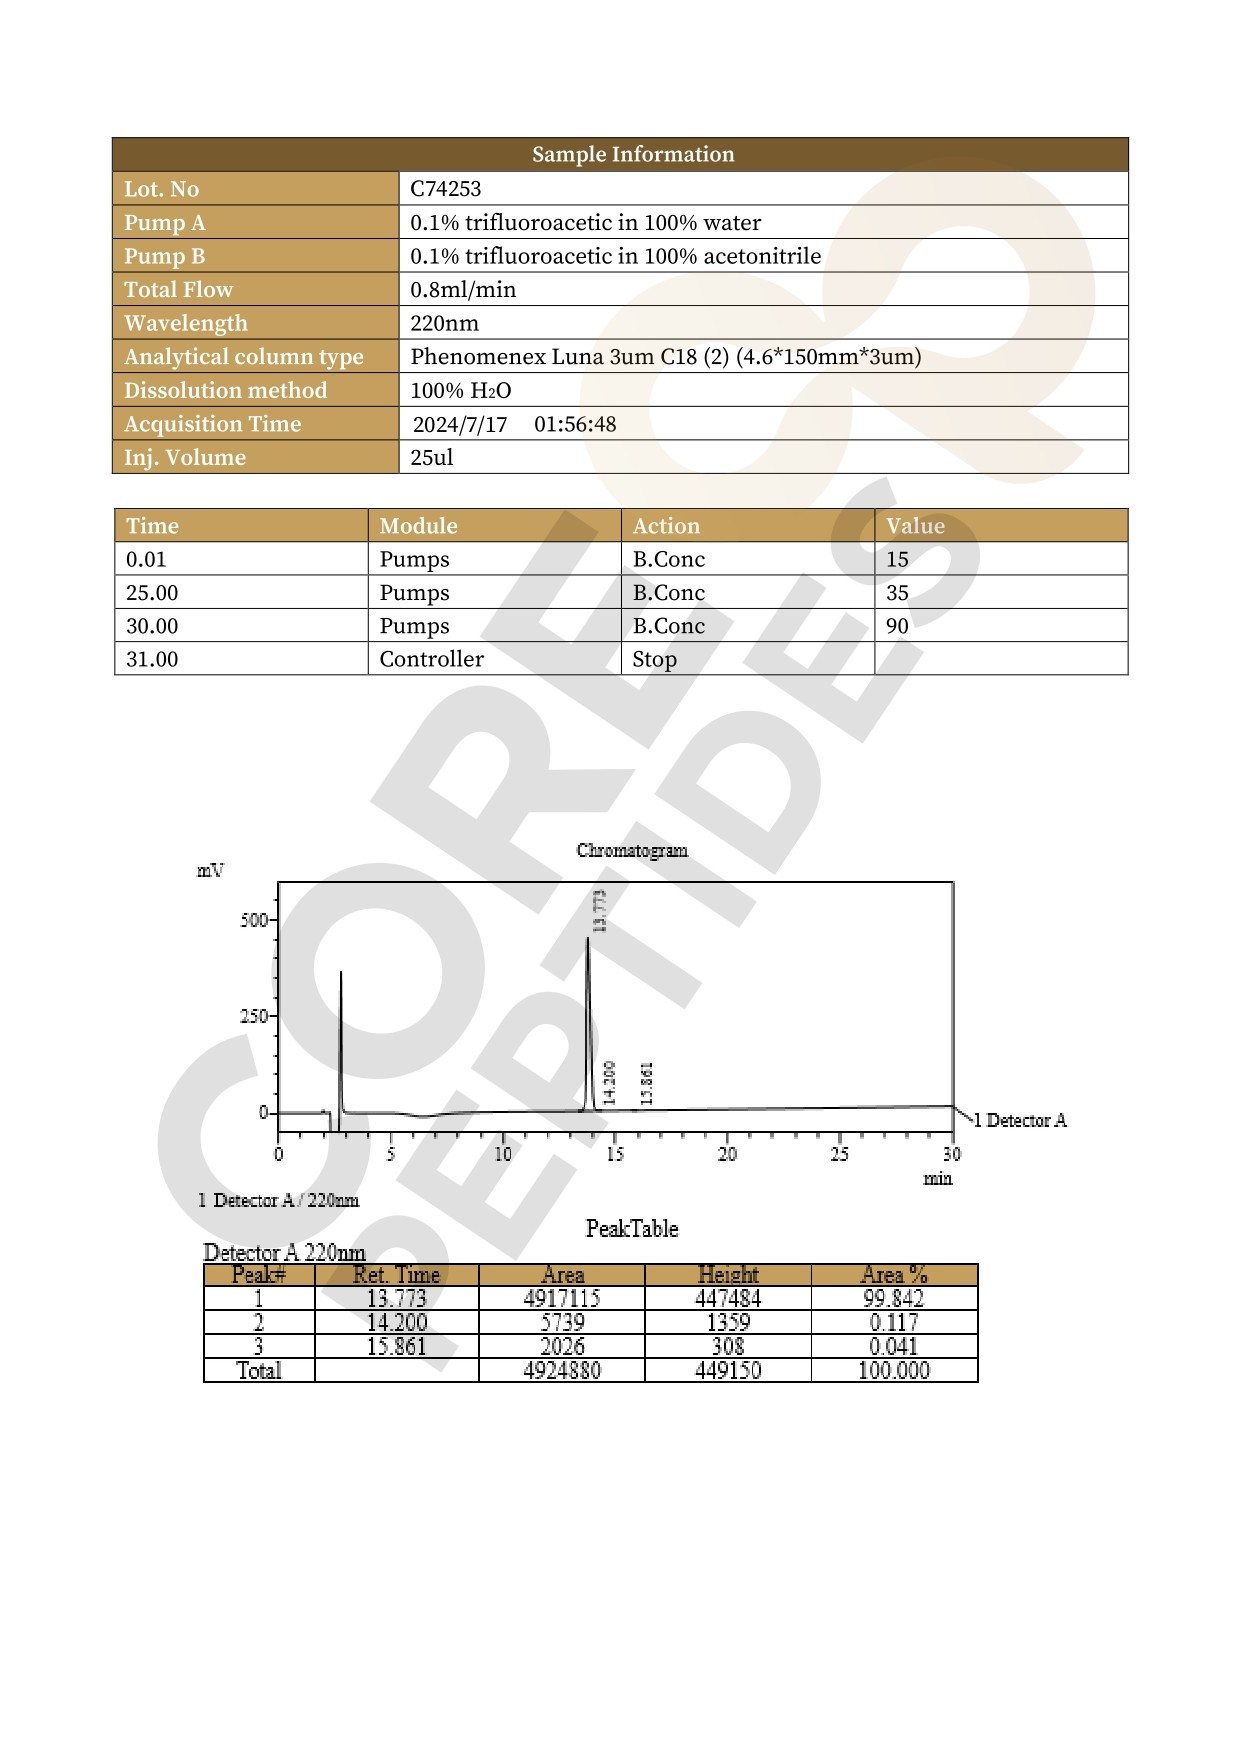 Sample Information
Lot. No C74253
Pump A 0.1% trifluoroacetic in 100% water
Pump B 0.1% trifluoroacetic in 100% acetonitrile
Total Flow 0.8ml/min
Wavelength 220nm
Analytical column type Phenomenex Luna 3um C18 (2) (4.6*150mm*3um)
Dissolution method 100% H₂O
Acquisition Time 2024/7/17 01:56:48
Inj. Volume 25ul
Time Module Action Value
0.01 Pumps B.Conc 15
25.00 Pumps B.Conc 35
30.00 Pumps B.Conc 90
31.00 Controller Stop
CORE
PEPTIDES
Chromatogram
mV
500
250
0
13.773
14.200
15.861
1 Detector A
0 5 10 15 20 25 30
min
1 Detector A / 220nm
PeakTable
Detector A 220nm
Peak# Ret. Time Area Height Area %
1 13.773 4917115 447484 99.842
2 14.200 5739 1359 0.117
3 15.861 2026 308 0.041
Total 4924880 449150 100.000